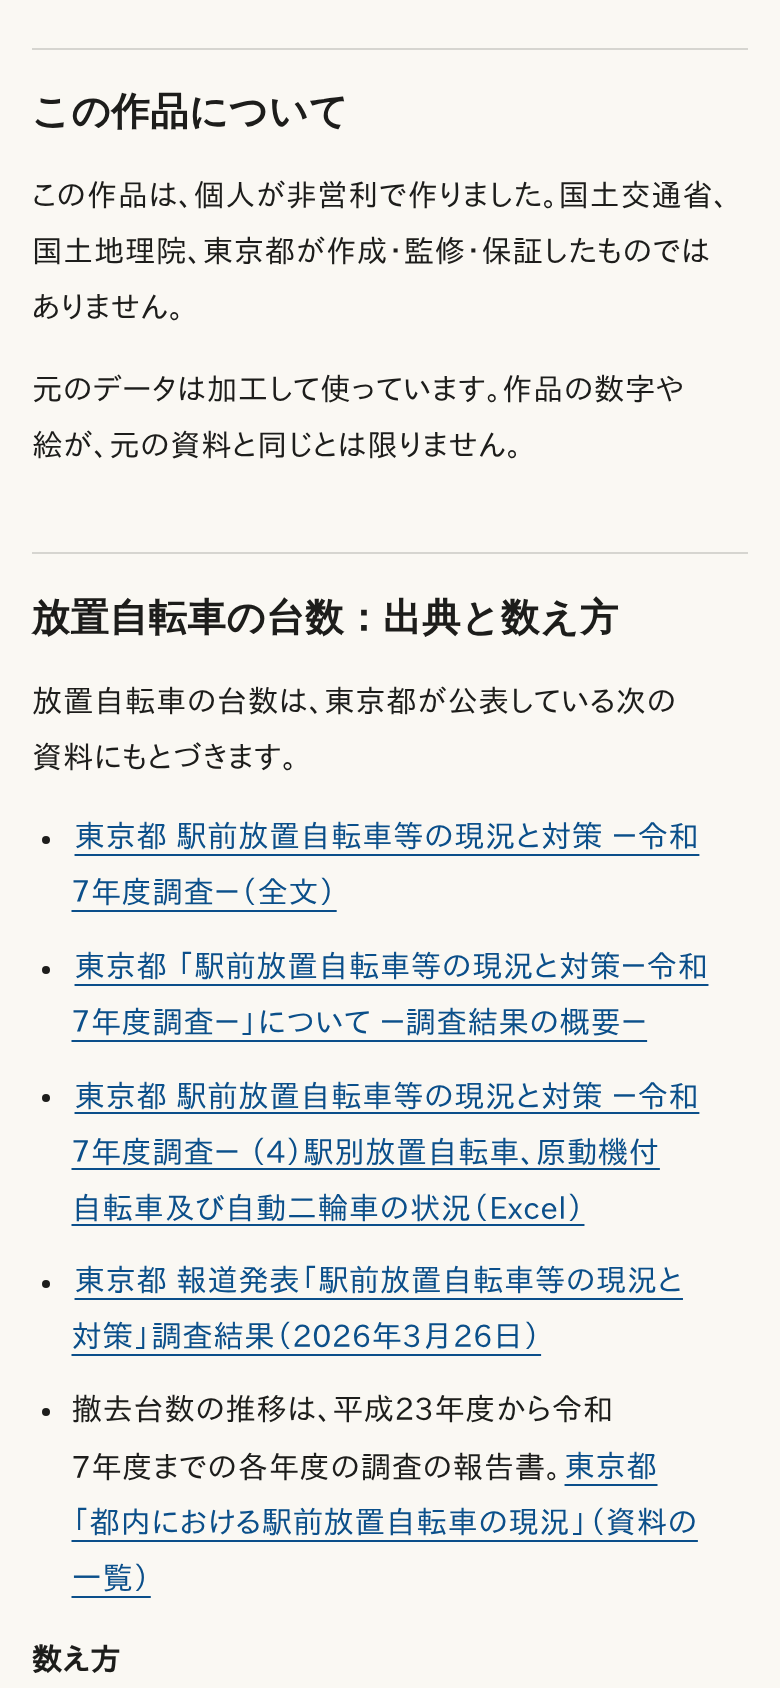 この作品について
この作品は、個人が非営利で作りました。国土交通省、
国土地理院、東京都が作成・監修・保証したものでは
ありません。
元のデータは加工して使っています。作品の数字や
絵が、元の資料と同じとは限りません。
放置自転車の台数：出典と数え方
放置自転車の台数は、東京都が公表している次の
資料にもとづきます。
• 東京都 駅前放置自転車等の現況と対策 －令和
7年度調査－（全文）
• 東京都 「駅前放置自転車等の現況と対策－令和
7年度調査－」について －調査結果の概要－
• 東京都 駅前放置自転車等の現況と対策 －令和
7年度調査－ （4）駅別放置自転車、原動機付
自転車及び自動二輪車の状況（Excel）
• 東京都 報道発表「駅前放置自転車等の現況と
対策」調査結果（2026年3月26日）
• 撤去台数の推移は、平成23年度から令和
7年度までの各年度の調査の報告書。東京都
「都内における駅前放置自転車の現況」（資料の
一覧）
数え方